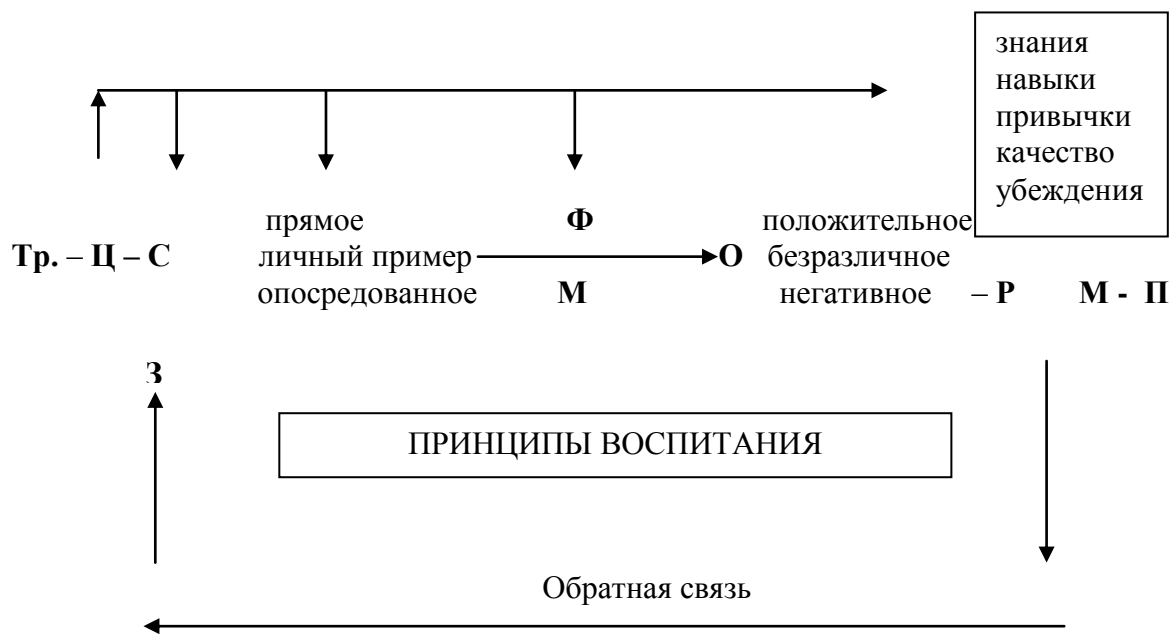 знания
навыки
привычки
качество
убеждения
прямое Ф положительное
Тр. – Ц – С личный пример О безразличное
опосредованное М негативное – Р М - П
З
ПРИНЦИПЫ ВОСПИТАНИЯ
Обратная связь